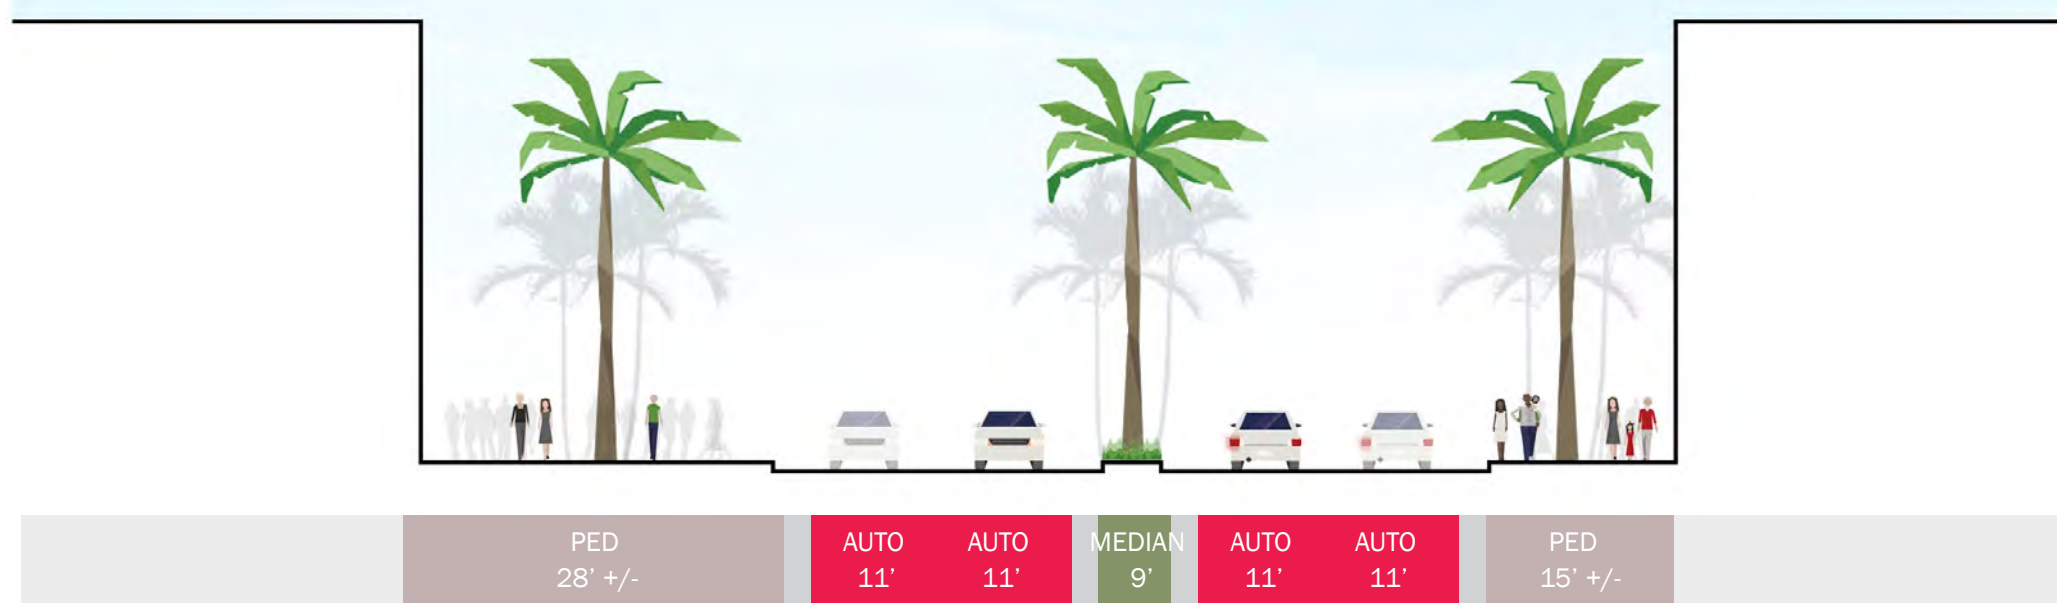 PED
28’ +/-
AUTO
11’
AUTO
11’
MEDIAN
9’
AUTO
11’
AUTO
11’
PED
15’ +/-